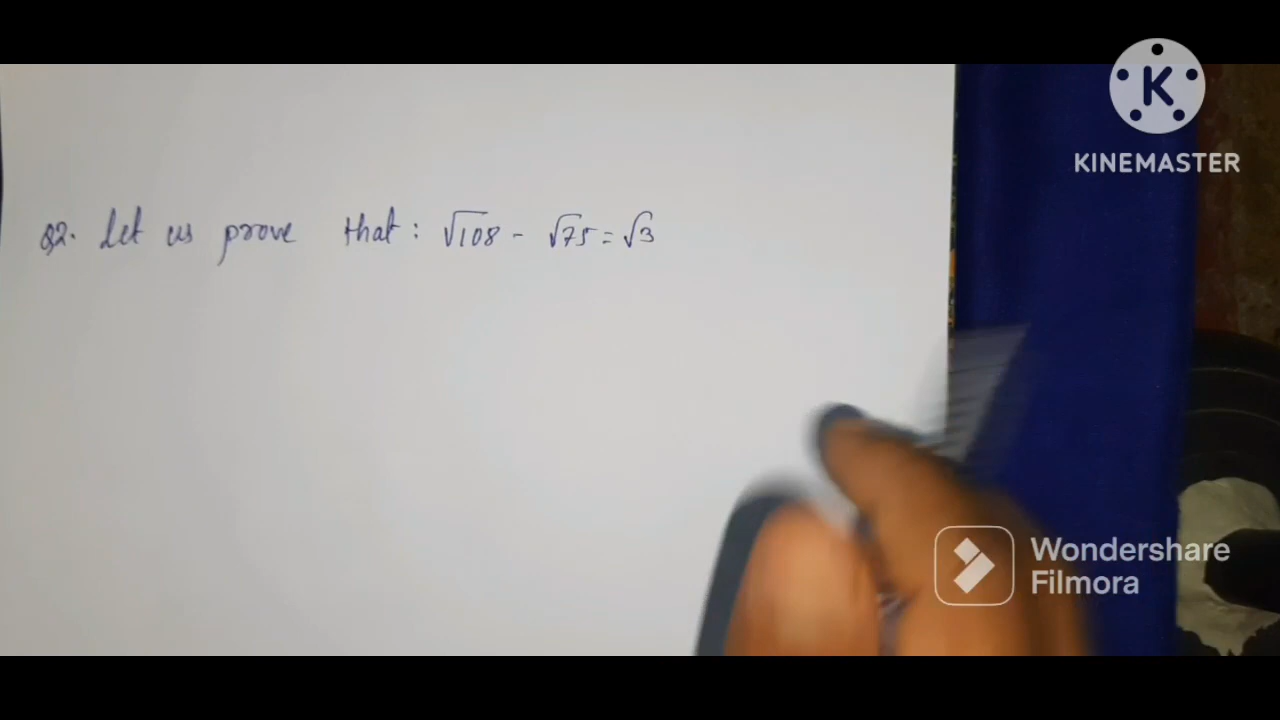 KINEMASTER
Q2. Let us prove that : √108 - √75 = √3
Wondershare
Filmora